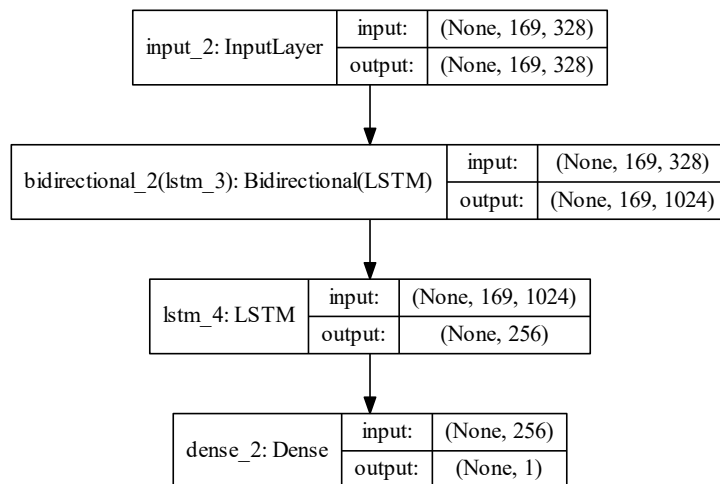 input_2: InputLayer
input: (None, 169, 328)
output: (None, 169, 328)
bidirectional_2(lstm_3): Bidirectional(LSTM)
input: (None, 169, 328)
output: (None, 169, 1024)
lstm_4: LSTM
input: (None, 169, 1024)
output: (None, 256)
dense_2: Dense
input: (None, 256)
output: (None, 1)